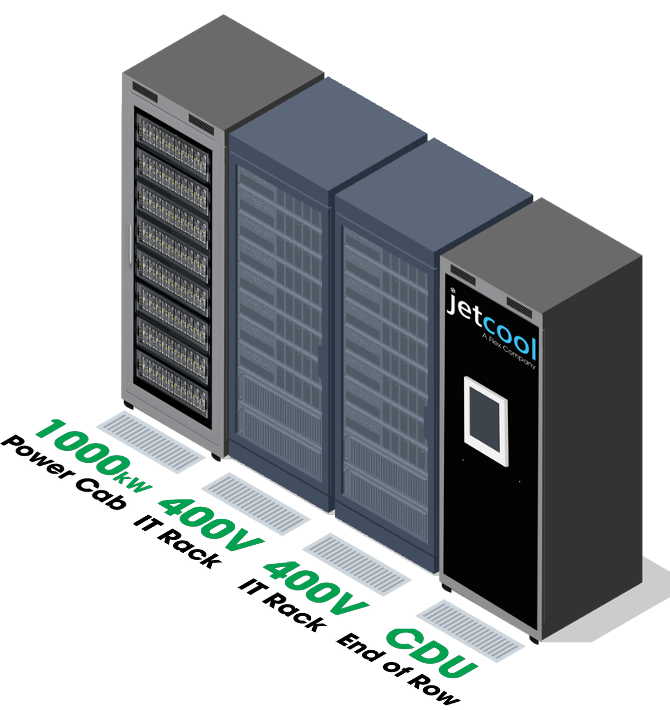 jetcool
A Flex Company
1000kW
Power Cab
400V
IT Rack
400V
IT Rack
CDU
End of Row